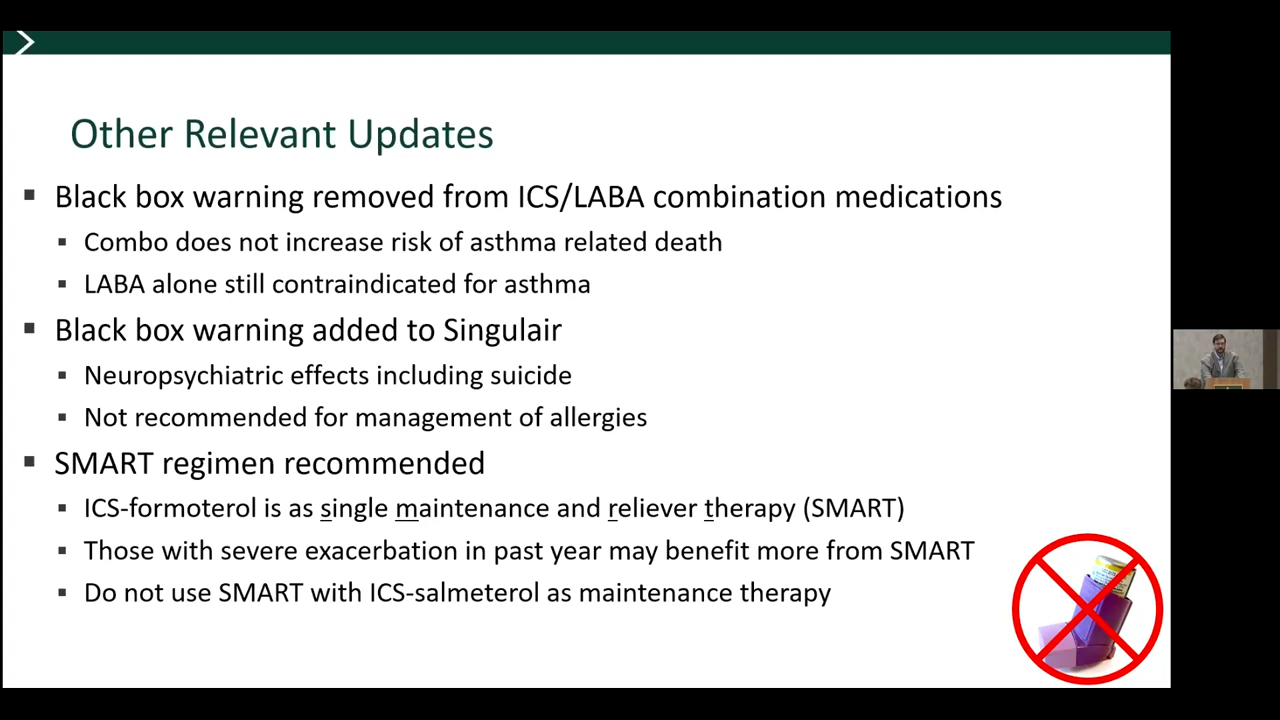 Other Relevant Updates
Black box warning removed from ICS/LABA combination medications
Combo does not increase risk of asthma related death
LABA alone still contraindicated for asthma
Black box warning added to Singulair
Neuropsychiatric effects including suicide
Not recommended for management of allergies
SMART regimen recommended
ICS-formoterol is as single maintenance and reliever therapy (SMART)
Those with severe exacerbation in past year may benefit more from SMART
Do not use SMART with ICS-salmeterol as maintenance therapy